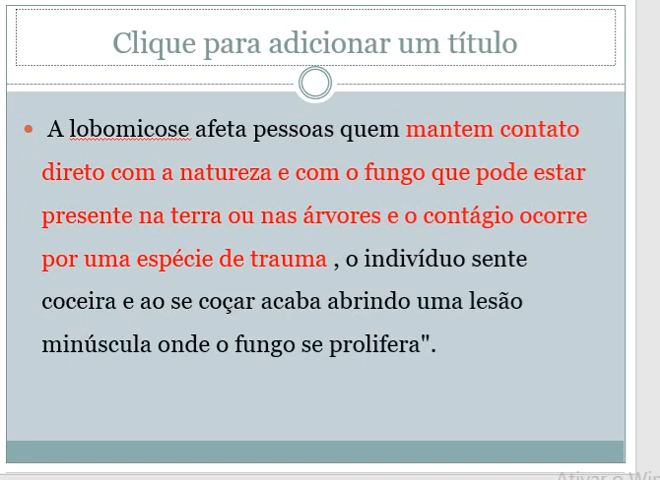 Clique para adicionar um título
• A lobomicose afeta pessoas quem mantem contato
direto com a natureza e com o fungo que pode estar
presente na terra ou nas árvores e o contágio ocorre
por uma espécie de trauma , o indivíduo sente
coceira e ao se coçar acaba abrindo uma lesão
minúscula onde o fungo se prolifera".